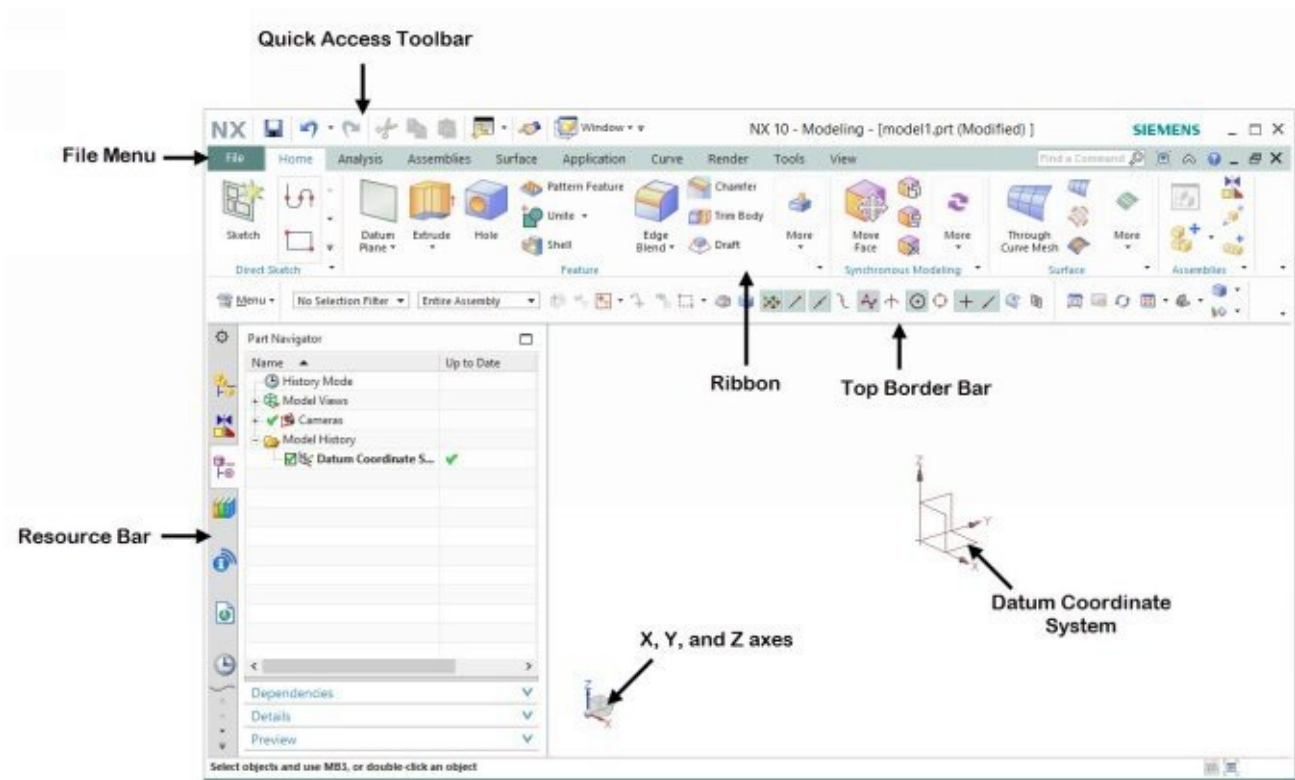 Quick Access Toolbar
NX Window NX 10 - Modeling - [model1.prt (Modified) ] SIEMENS
File Menu
File Home Analysis Assemblies Surface Application Curve Render Tools View Find a Command
Pattern Feature Chamfer
Unite Trim Body
Sketch Datum Plane Extrude Hole Shell Edge Blend Draft More Move Face More Through Curve Mesh More
Direct Sketch Feature Synchronous Modeling Surface Assemblies
Menu No Selection Filter Entire Assembly
Part Navigator
Name Up to Date
History Mode
Model Views
Cameras
Model History
Datum Coordinate S...
Ribbon
Top Border Bar
Z
Y
X
Resource Bar
Datum Coordinate
System
X, Y, and Z axes
Z
X
Dependencies
Details
Preview
Select objects and use MB3, or double-click an object